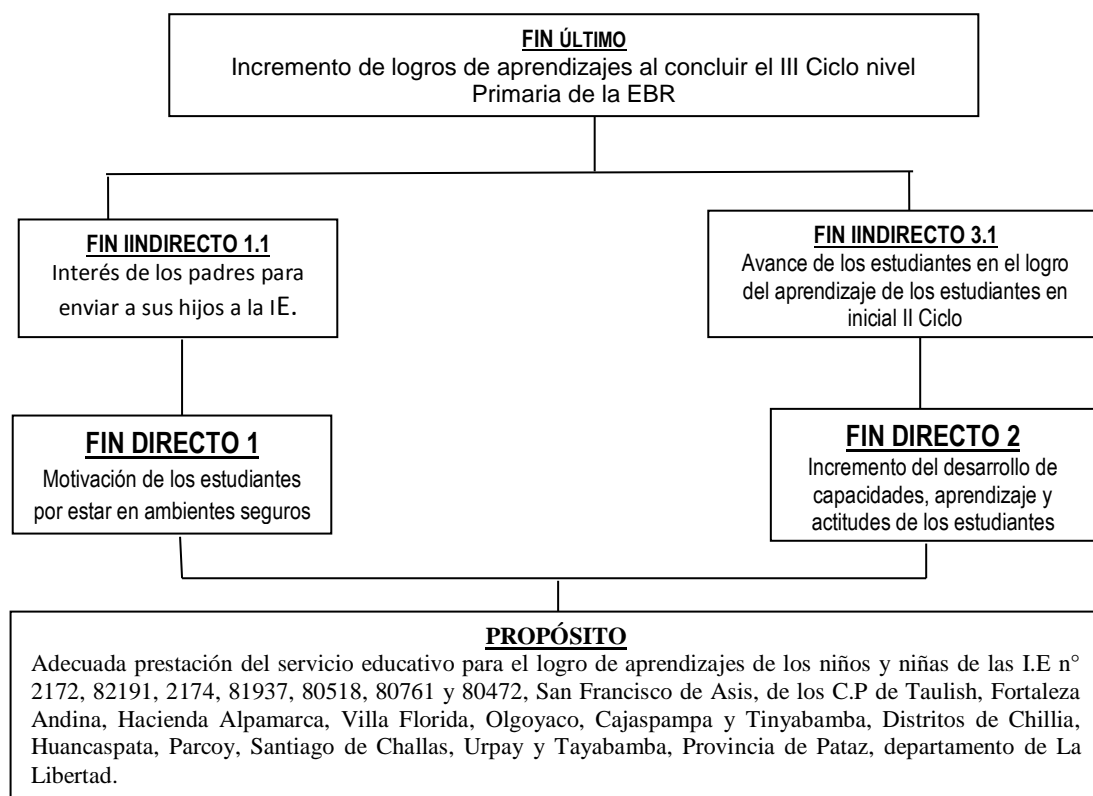 FIN ÚLTIMO
Incremento de logros de aprendizajes al concluir el III Ciclo nivel
Primaria de la EBR
FIN IINDIRECTO 1.1
Interés de los padres para
enviar a sus hijos a la IE.
FIN IINDIRECTO 3.1
Avance de los estudiantes en el logro
del aprendizaje de los estudiantes en
inicial II Ciclo
FIN DIRECTO 1
Motivación de los estudiantes
por estar en ambientes seguros
FIN DIRECTO 2
Incremento del desarrollo de
capacidades, aprendizaje y
actitudes de los estudiantes
PROPÓSITO
Adecuada prestación del servicio educativo para el logro de aprendizajes de los niños y niñas de las I.E n°
2172, 82191, 2174, 81937, 80518, 80761 y 80472, San Francisco de Asis, de los C.P de Taulish, Fortaleza
Andina, Hacienda Alpamarca, Villa Florida, Olgoyaco, Cajaspampa y Tinyabamba, Distritos de Chillia,
Huancaspata, Parcoy, Santiago de Challas, Urpay y Tayabamba, Provincia de Pataz, departamento de La
Libertad.